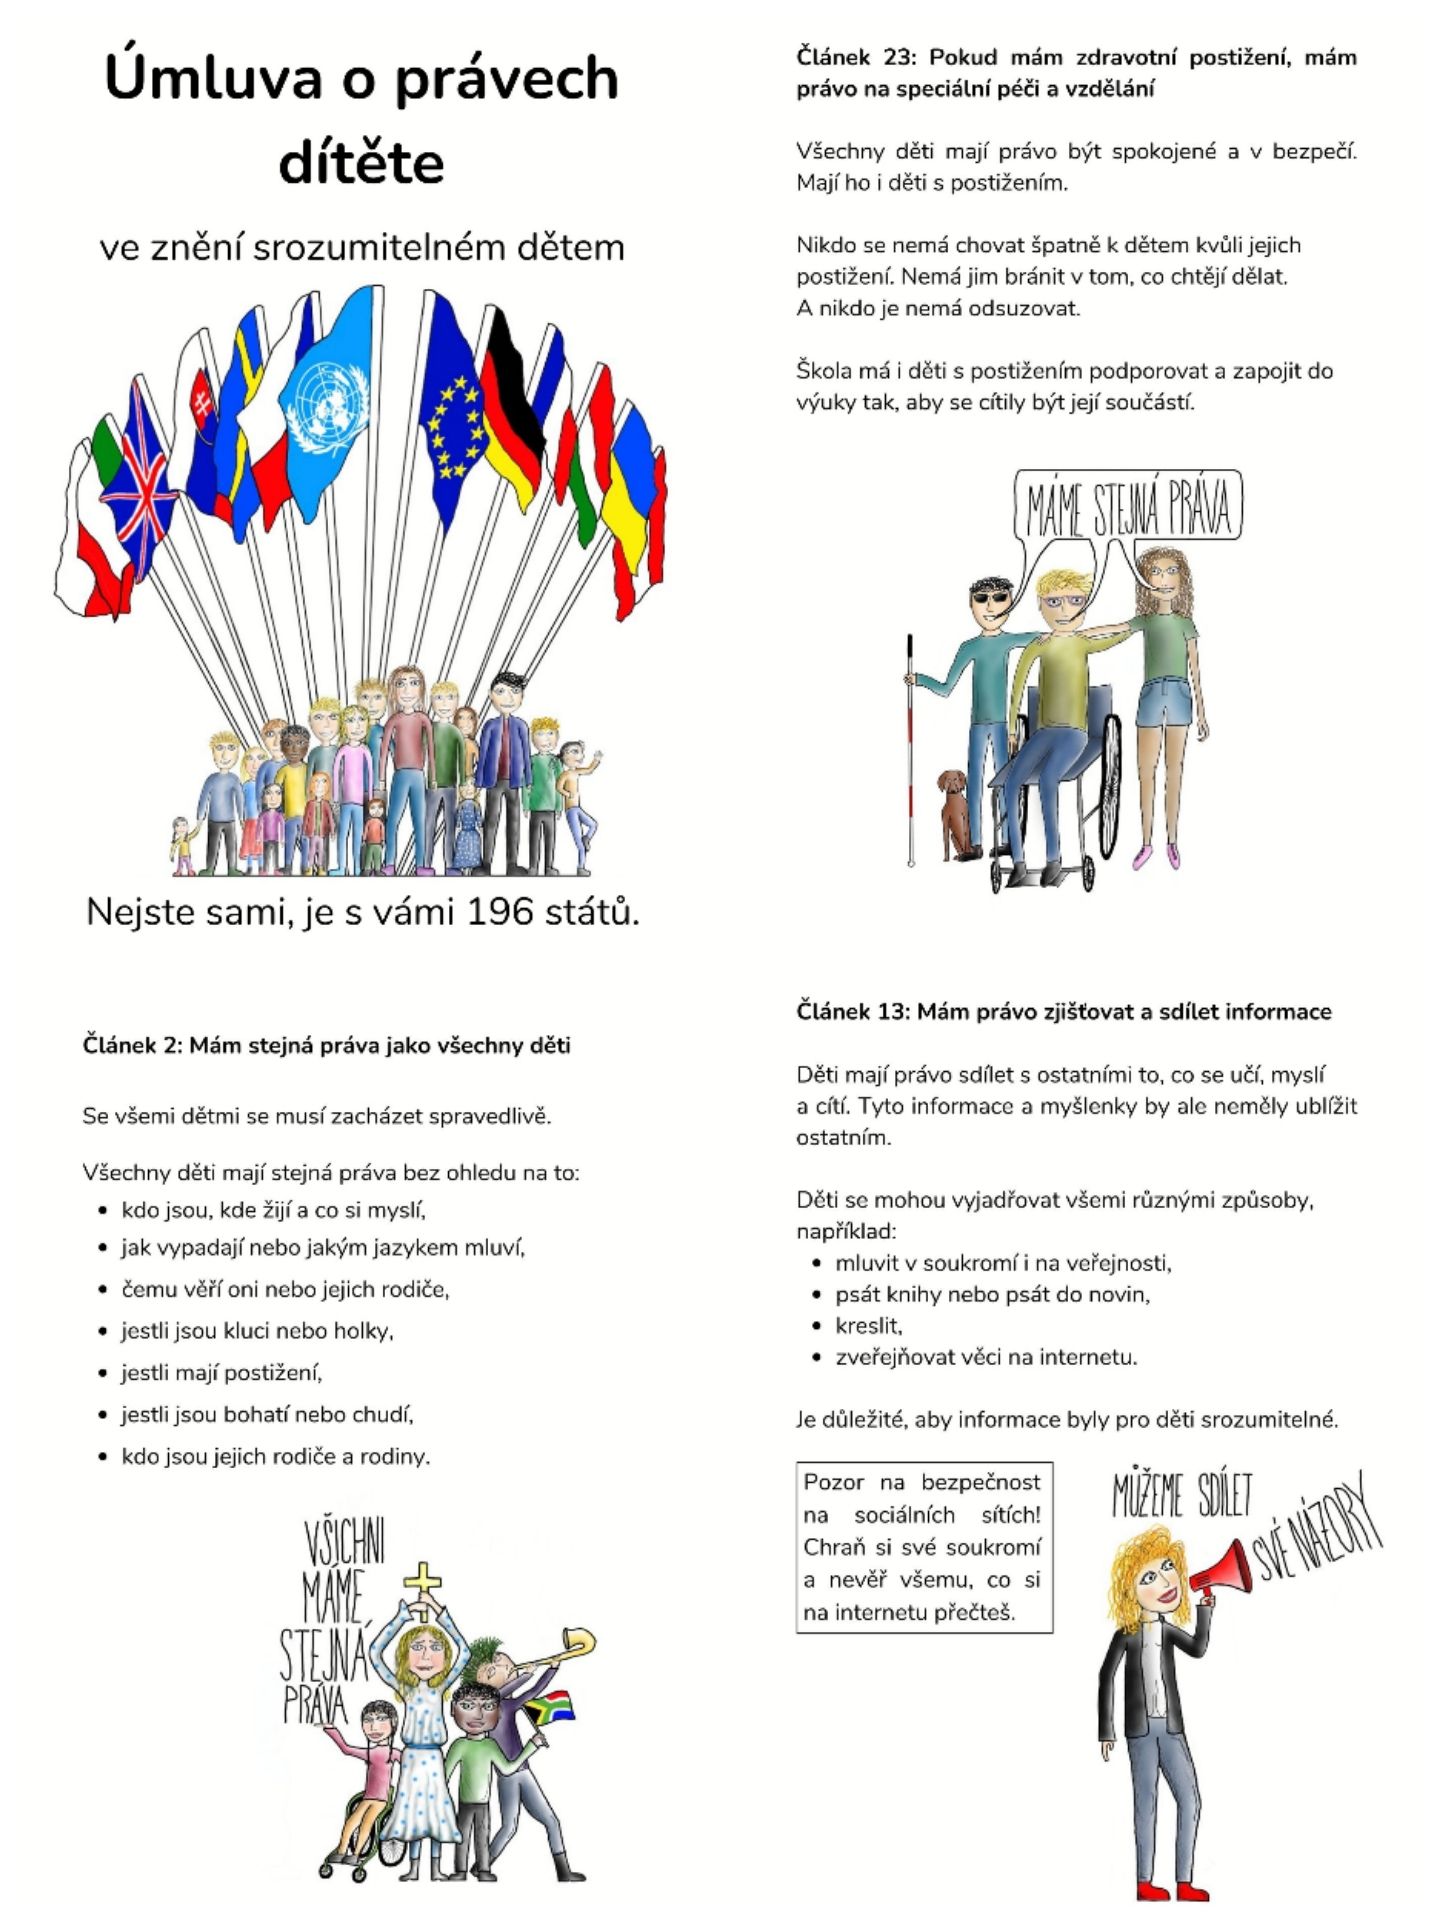 Úmluva o právech
dítěte
ve znění srozumitelném dětem
Nejste sami, je s vámi 196 států.
Článek 23: Pokud mám zdravotní postižení, mám
právo na speciální péči a vzdělání
Všechny děti mají právo být spokojené a v bezpečí.
Mají ho i děti s postižením.
Nikdo se nemá chovat špatně k dětem kvůli jejich
postižení. Nemá jim bránit v tom, co chtějí dělat.
A nikdo je nemá odsuzovat.
Škola má i děti s postižením podporovat a zapojit do
výuky tak, aby se cítily být její součástí.
MÁME STEJNÁ PRÁVA
Článek 2: Mám stejná práva jako všechny děti
Se všemi dětmi se musí zacházet spravedlivě.
Všechny děti mají stejná práva bez ohledu na to:
• kdo jsou, kde žijí a co si myslí,
• jak vypadají nebo jakým jazykem mluví,
• čemu věří oni nebo jejich rodiče,
• jestli jsou kluci nebo holky,
• jestli mají postižení,
• jestli jsou bohatí nebo chudí,
• kdo jsou jejich rodiče a rodiny.
VŠICHNI
MÁME
STEJNÁ
PRÁVA
Článek 13: Mám právo zjišťovat a sdílet informace
Děti mají právo sdílet s ostatními to, co se učí, myslí
a cítí. Tyto informace a myšlenky by ale neměly ublížit
ostatním.
Děti se mohou vyjadřovat všemi různými způsoby,
například:
• mluvit v soukromí i na veřejnosti,
• psát knihy nebo psát do novin,
• kreslit,
• zveřejňovat věci na internetu.
Je důležité, aby informace byly pro děti srozumitelné.
Pozor na bezpečnost
na sociálních sítích!
Chraň si své soukromí
a nevěř všemu, co si
na internetu přečteš.
MŮŽEME SDÍLET
SVÉ NÁZORY